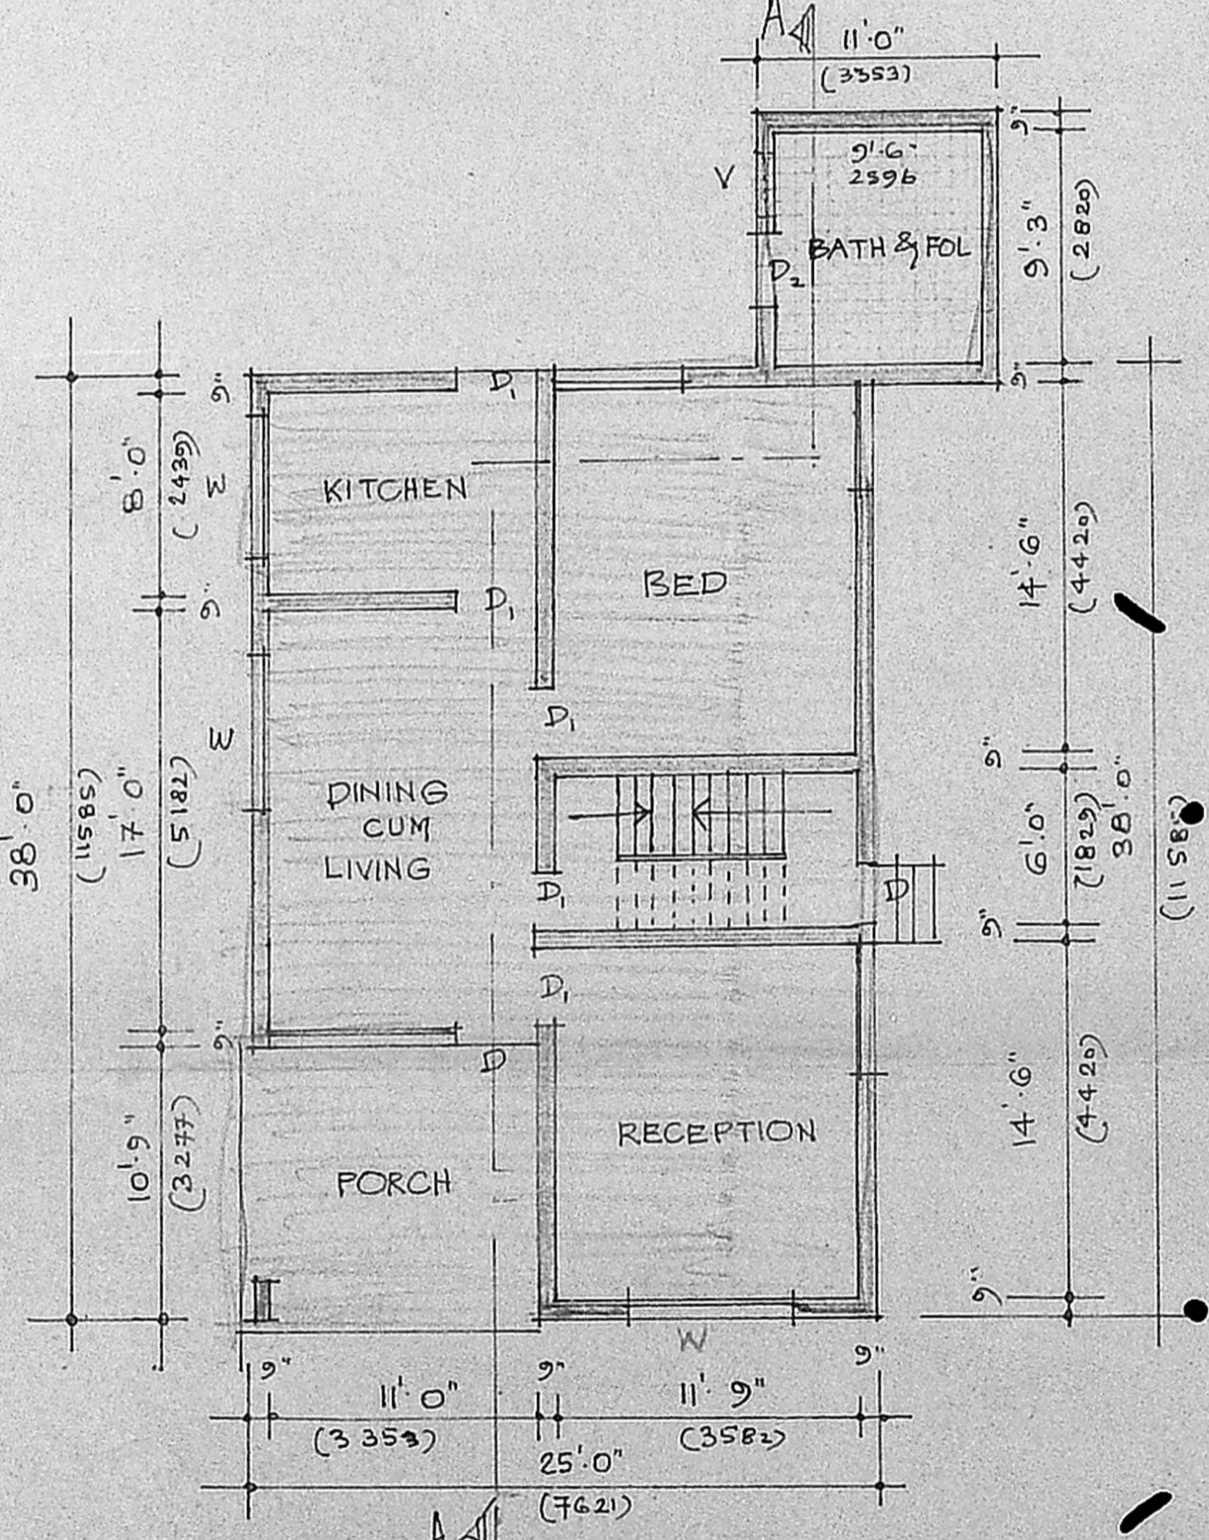 A
11'·0"
(3353)
9"
9'·6"
2896
V
BATH & FOL
D₂
9'·3"
(2820)
9"
9"
D₁
8'·0"
(2439)
W
KITCHEN
BED
14'·6"
(4420)
9"
D₁
D₁
W
9"
38'·0"
(11585)
17'·0"
(5182)
DINING
CUM
LIVING
6'·0"
(1829)
38'·0"
D₁
D
9"
D₁
9"
D
10'·9"
(3277)
PORCH
RECEPTION
14'·6"
(4420)
9"
W
9"
9"
9"
11'·0"
(3353)
11'·9"
(3582)
25'·0"
(7621)
A